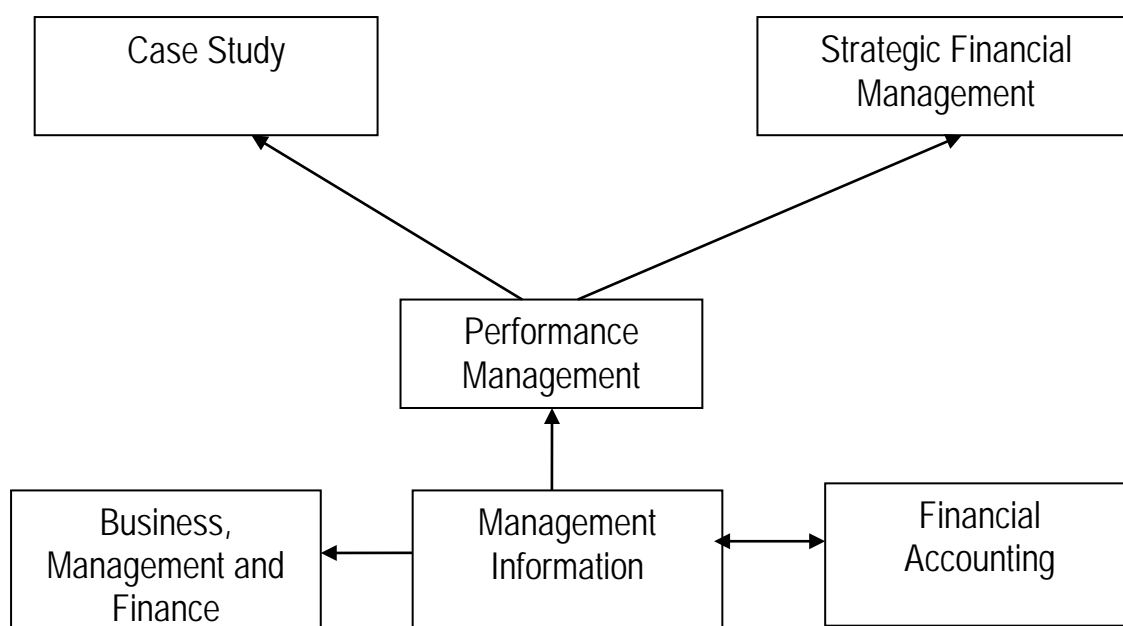 Case Study
Strategic Financial
Management
Performance
Management
Business,
Management and
Finance
Management
Information
Financial
Accounting